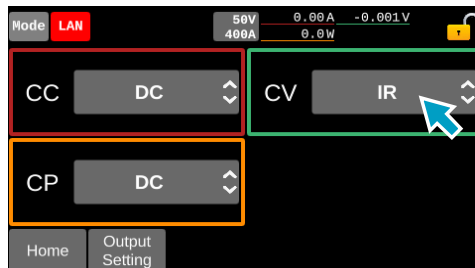 Mode LAN 50V 400A 0.00A -0.001V 0.0W
CC DC CV IR
CP DC
Home Output Setting